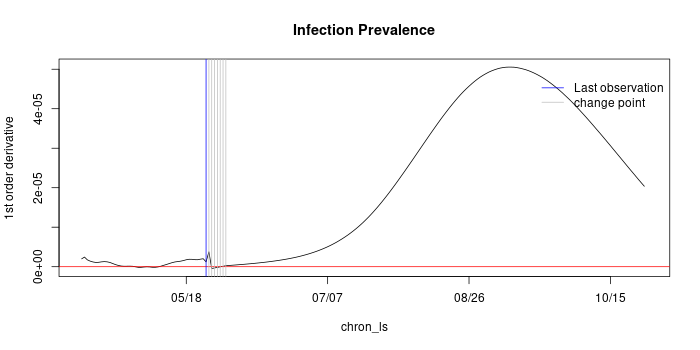 Infection Prevalence
1st order derivative
4e-05
2e-05
0e+00
Last observation
change point
05/18
07/07
08/26
10/15
chron_ls